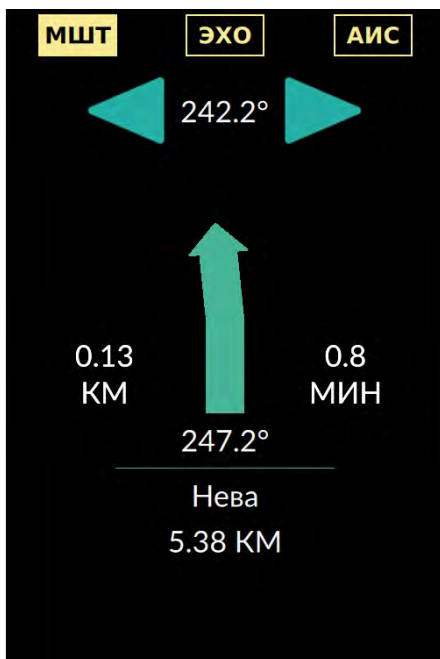 МШТ ЭХО АИС
242.2°
0.13 КМ
0.8 МИН
247.2°
Нева
5.38 КМ